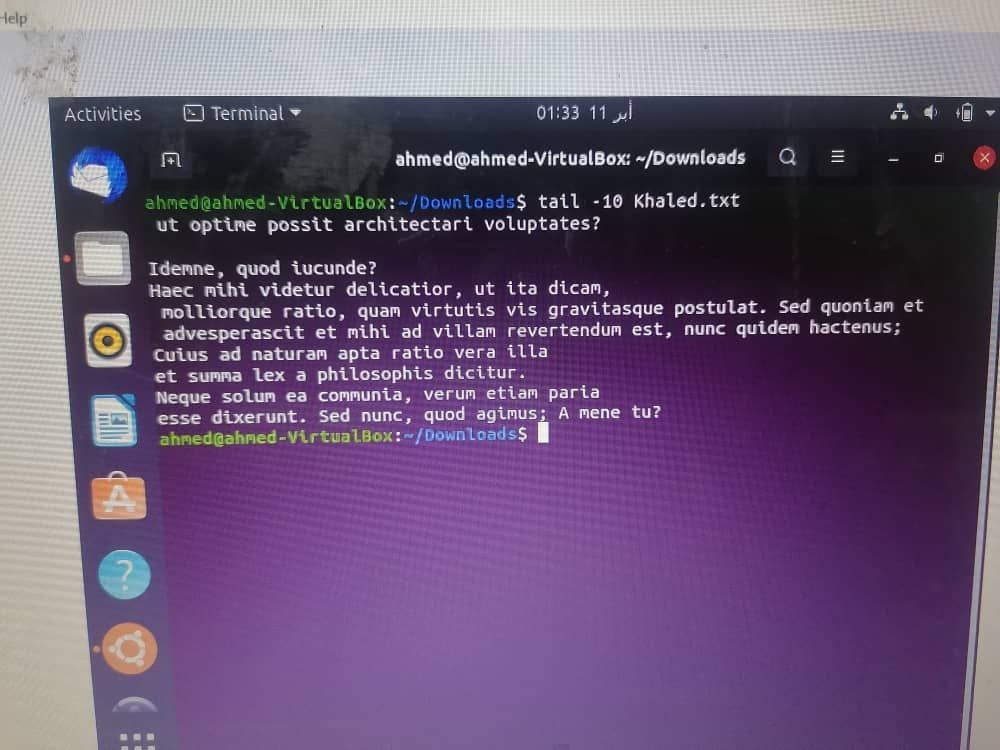 Help
Activities Terminal 01:33 11 أبر
ahmed@ahmed-VirtualBox: ~/Downloads
ahmed@ahmed-VirtualBox:~/Downloads$ tail -10 Khaled.txt
ut optime possit architectari voluptates?
Idemne, quod iucunde?
Haec mihi videtur delicatior, ut ita dicam,
molliorque ratio, quam virtutis vis gravitasque postulat. Sed quoniam et
advesperascit et mihi ad villam revertendum est, nunc quidem hactenus;
Cuius ad naturam apta ratio vera illa
et summa lex a philosophis dicitur.
Neque solum ea communia, verum etiam paria
esse dixerunt. Sed nunc, quod agimus; A mene tu?
ahmed@ahmed-VirtualBox:~/Downloads$